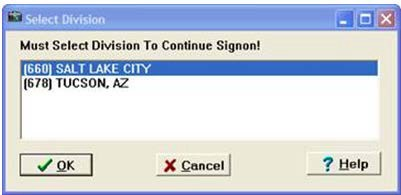 Select Division
Must Select Division To Continue Signon!
(660) SALT LAKE CITY
(678) TUCSON, AZ
OK
Cancel
? Help